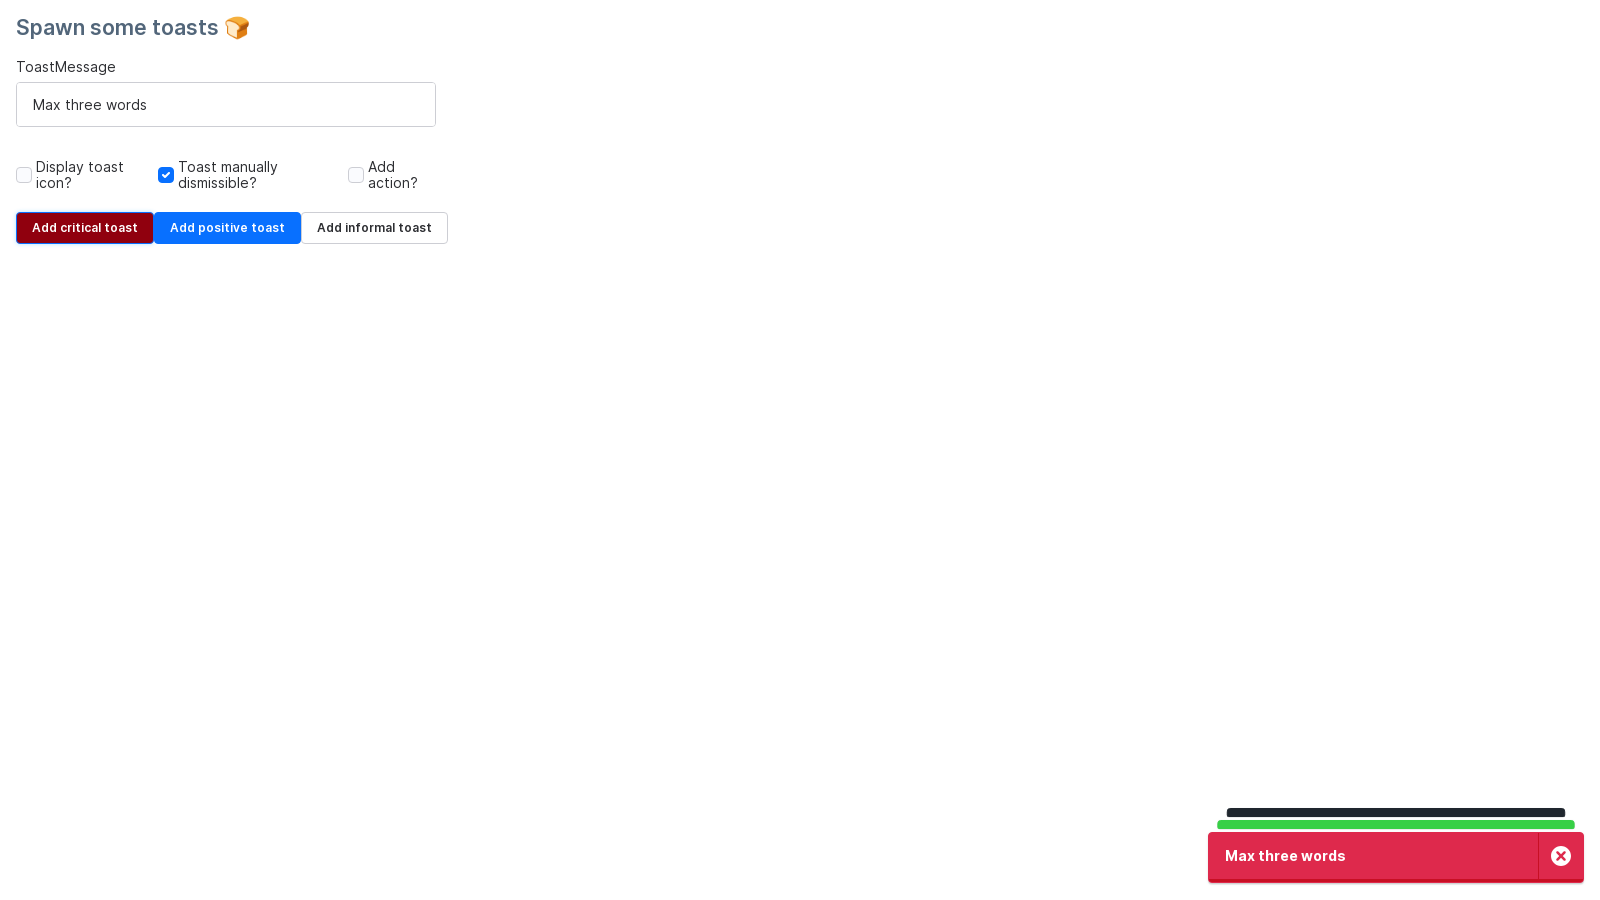 Spawn some toasts 🍞
ToastMessage
Max three words
Display toast
icon?
Toast manually
dismissible?
Add
action?
Add critical toast
Add positive toast
Add informal toast
Max three words